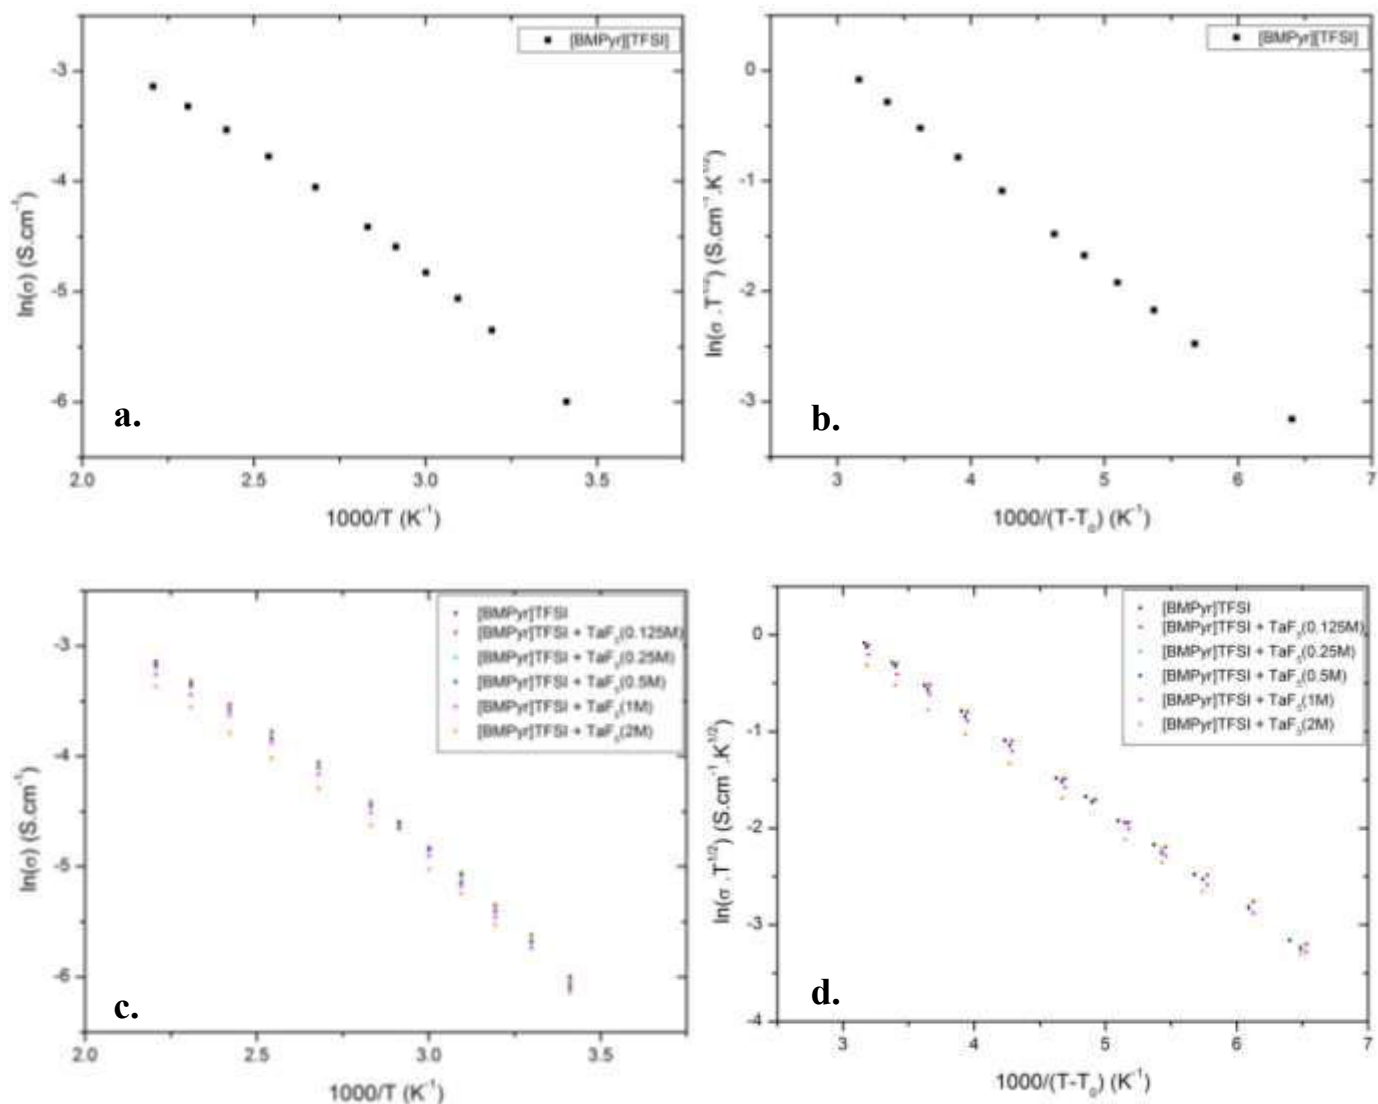 [BMPyr][TFSI]
-3
-4
-5
-6
ln(σ) (S.cm⁻¹)
a.
2.0 2.5 3.0 3.5
1000/T (K⁻¹)
[BMPyr][TFSI]
0
-1
-2
-3
ln(σ .T¹ᐟ²) (S.cm⁻¹.K¹ᐟ²)
b.
3 4 5 6 7
1000/(T-T₀) (K⁻¹)
[BMPyr]TFSI
[BMPyr]TFSI + TaF₅(0.125M)
[BMPyr]TFSI + TaF₅(0.25M)
[BMPyr]TFSI + TaF₅(0.5M)
[BMPyr]TFSI + TaF₅(1M)
[BMPyr]TFSI + TaF₅(2M)
-3
-4
-5
-6
ln(σ) (S.cm⁻¹)
c.
2.0 2.5 3.0 3.5
1000/T (K⁻¹)
[BMPyr]TFSI
[BMPyr]TFSI + TaF₅(0.125M)
[BMPyr]TFSI + TaF₅(0.25M)
[BMPyr]TFSI + TaF₅(0.5M)
[BMPyr]TFSI + TaF₅(1M)
[BMPyr]TFSI + TaF₅(2M)
0
-1
-2
-3
-4
ln(σ .T¹ᐟ²) (S.cm⁻¹.K¹ᐟ²)
d.
3 4 5 6 7
1000/(T-T₀) (K⁻¹)